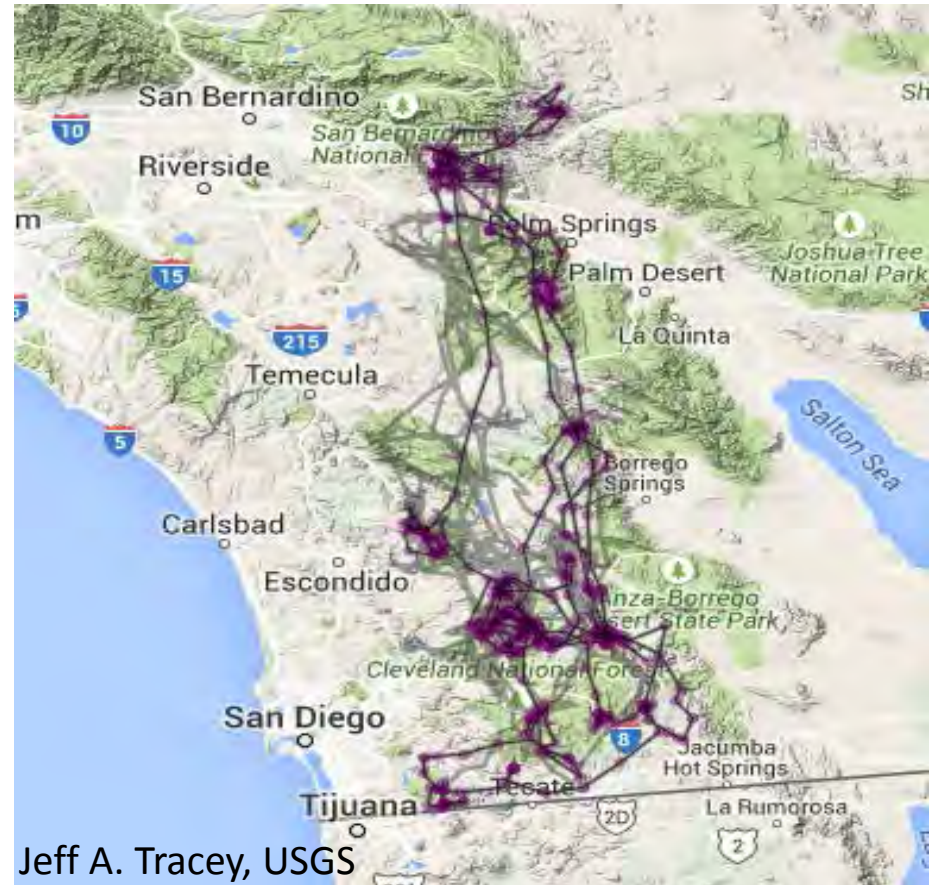 San Bernardino
Sh
10
San Bernardino
National
Riverside
m
Palm Springs
15
Joshua Tree
National Park
Palm Desert
La Quinta
215
Temecula
5
Salton Sea
Borrego
Springs
Carlsbad
Escondido
Anza-Borrego
Desert State Park
Cleveland National Forest
San Diego
8
Jacumba
Hot Springs
Tecate
Tijuana
2D
La Rumorosa
2
Jeff A. Tracey, USGS